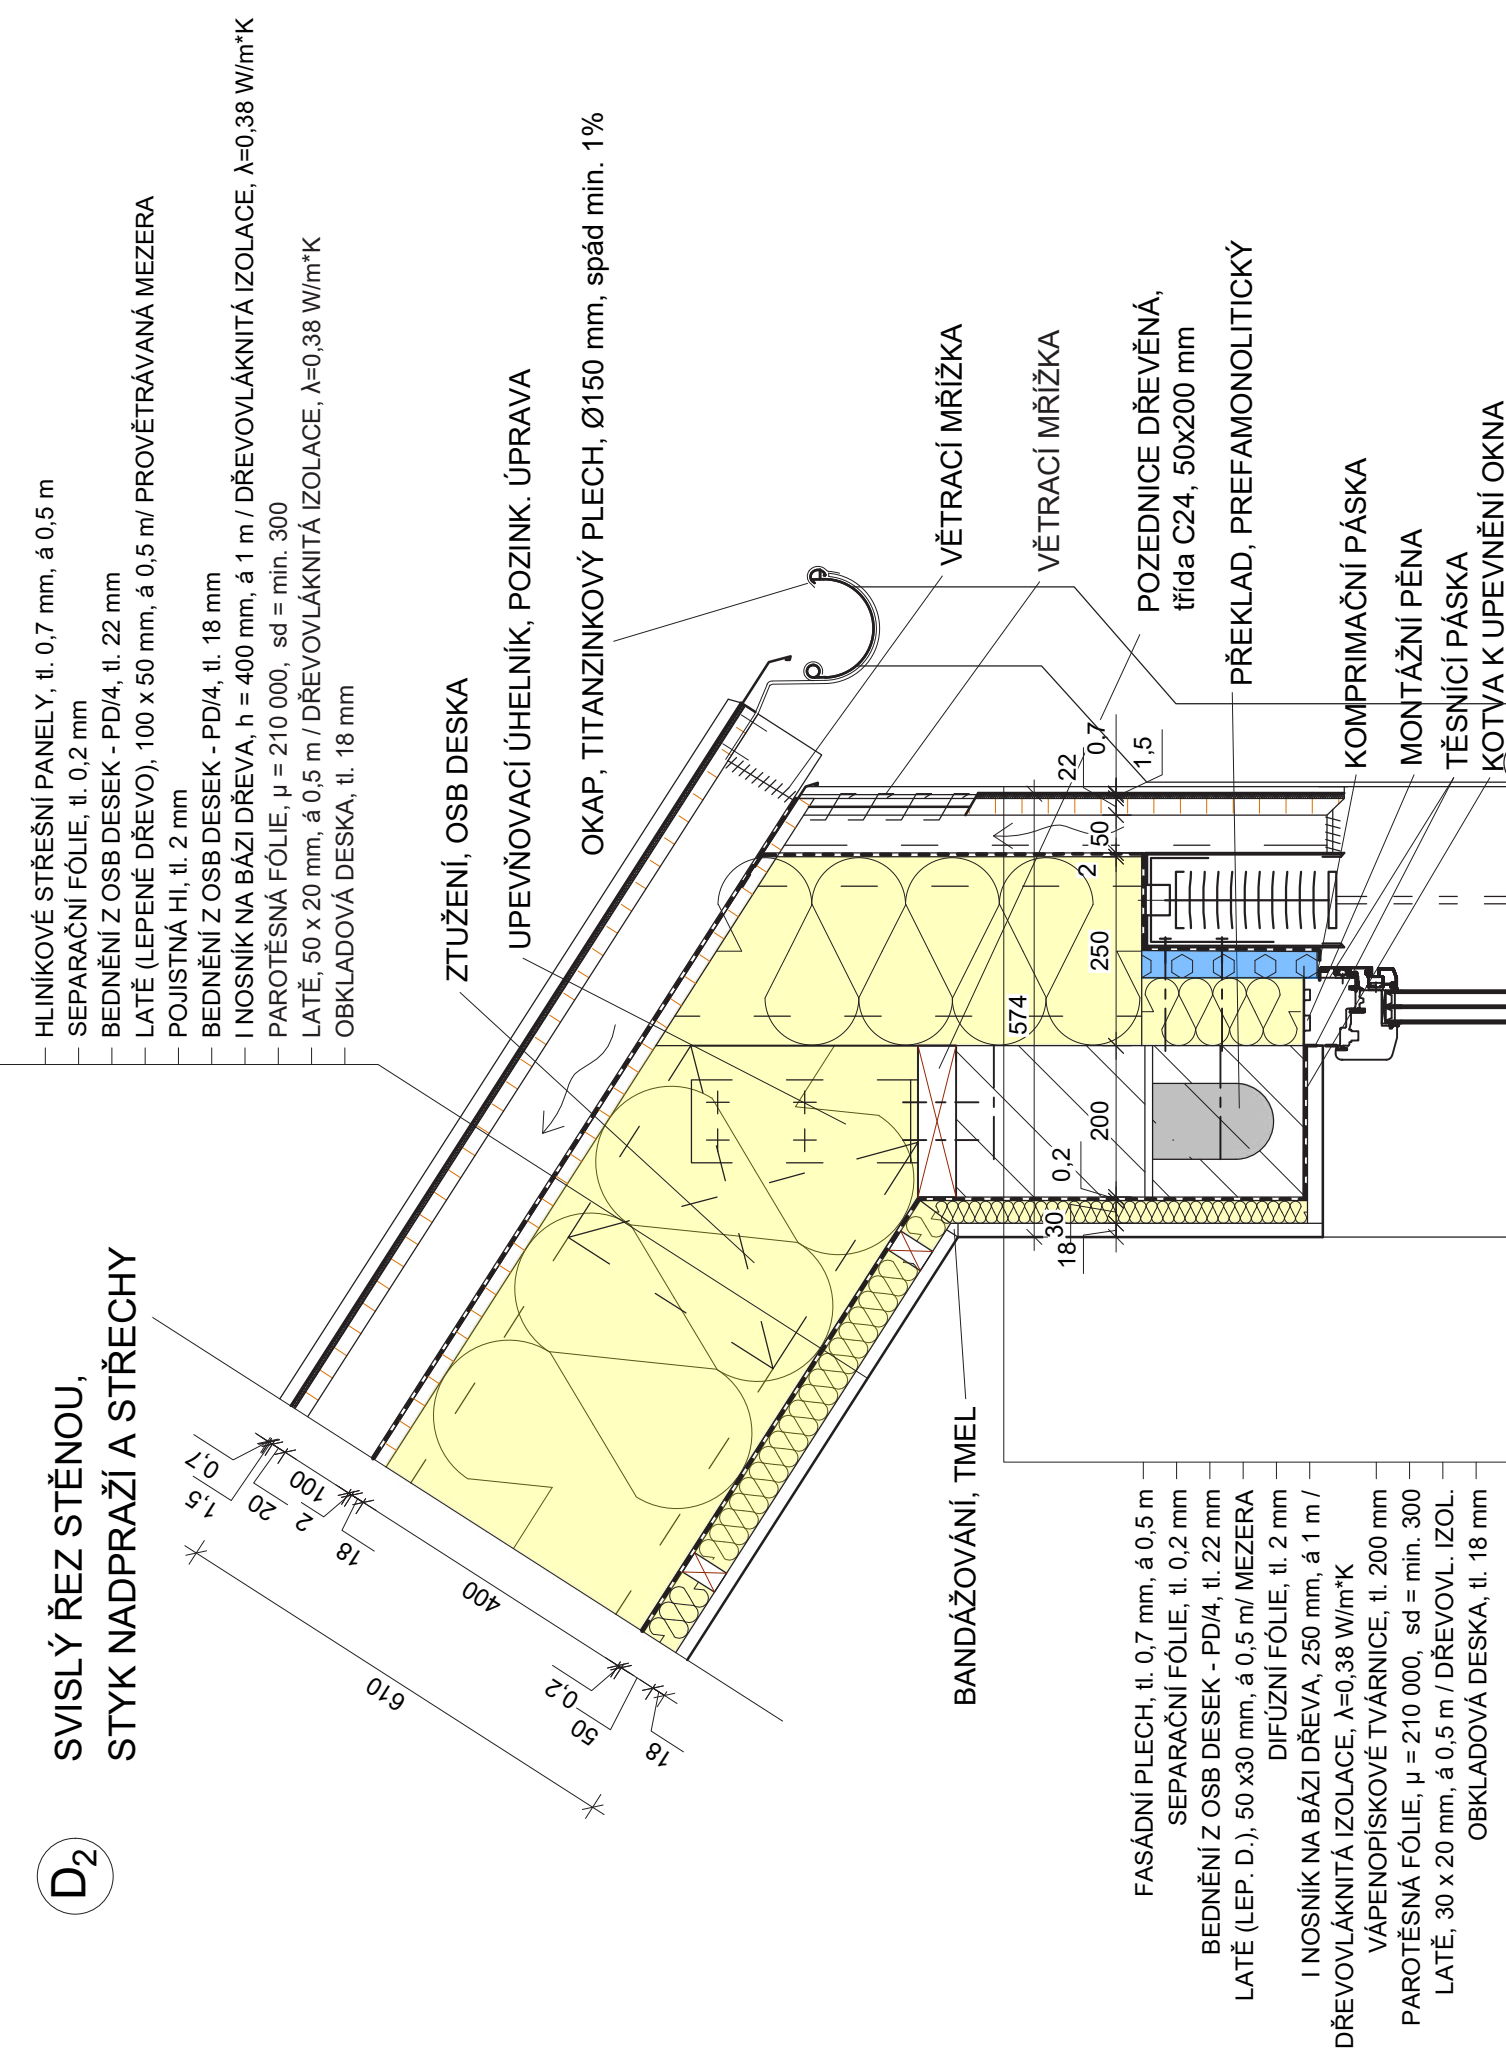 D2
SVISLÝ ŘEZ STĚNOU,
STYK NADPRAŽÍ A STŘECHY
HLINÍKOVÉ STŘEŠNÍ PANELY, tl. 0,7 mm, á 0,5 m
SEPARAČNÍ FÓLIE, tl. 0,2 mm
BEDNĚNÍ Z OSB DESEK - PD/4, tl. 22 mm
LATĚ (LEPENÉ DŘEVO), 100 x 50 mm, á 0,5 m/ PROVĚTRÁVANÁ MEZERA
POJISTNÁ HI, tl. 2 mm
BEDNĚNÍ Z OSB DESEK - PD/4, tl. 18 mm
I NOSNÍK NA BÁZI DŘEVA, h = 400 mm, á 1 m / DŘEVOVLÁKNITÁ IZOLACE, λ=0,38 W/m*K
PAROTĚSNÁ FÓLIE, μ = 210 000, sd = min. 300
LATĚ, 50 x 20 mm, á 0,5 m / DŘEVOVLÁKNITÁ IZOLACE, λ=0,38 W/m*K
OBKLADOVÁ DESKA, tl. 18 mm
ZTUŽENÍ, OSB DESKA
UPEVŇOVACÍ ÚHELNÍK, POZINK. ÚPRAVA
OKAP, TITANZINKOVÝ PLECH, Ø150 mm, spád min. 1%
VĚTRACÍ MŘÍŽKA
VĚTRACÍ MŘÍŽKA
POZEDNICE DŘEVĚNÁ,
třída C24, 50x200 mm
PŘEKLAD, PREFAMONOLITICKÝ
KOMPRIMAČNÍ PÁSKA
MONTÁŽNÍ PĚNA
TĚSNÍCÍ PÁSKA
KOTVA K UPEVNĚNÍ OKNA
0,7
1,5
20
100
2
18
400
610
0,2
50
18
574
18
30
0,2
200
250
2
50
22
0,7
1,5
BANDÁŽOVÁNÍ, TMEL
FASÁDNÍ PLECH, tl. 0,7 mm, á 0,5 m
SEPARAČNÍ FÓLIE, tl. 0,2 mm
BEDNĚNÍ Z OSB DESEK - PD/4, tl. 22 mm
LATĚ (LEP. D.), 50 x30 mm, á 0,5 m/ MEZERA
DIFÚZNÍ FÓLIE, tl. 2 mm
I NOSNÍK NA BÁZI DŘEVA, 250 mm, á 1 m /
DŘEVOVLÁKNITÁ IZOLACE, λ=0,38 W/m*K
VÁPENOPÍSKOVÉ TVÁRNICE, tl. 200 mm
PAROTĚSNÁ FÓLIE, μ = 210 000, sd = min. 300
LATĚ, 30 x 20 mm, á 0,5 m / DŘEVOVL. IZOL.
OBKLADOVÁ DESKA, tl. 18 mm